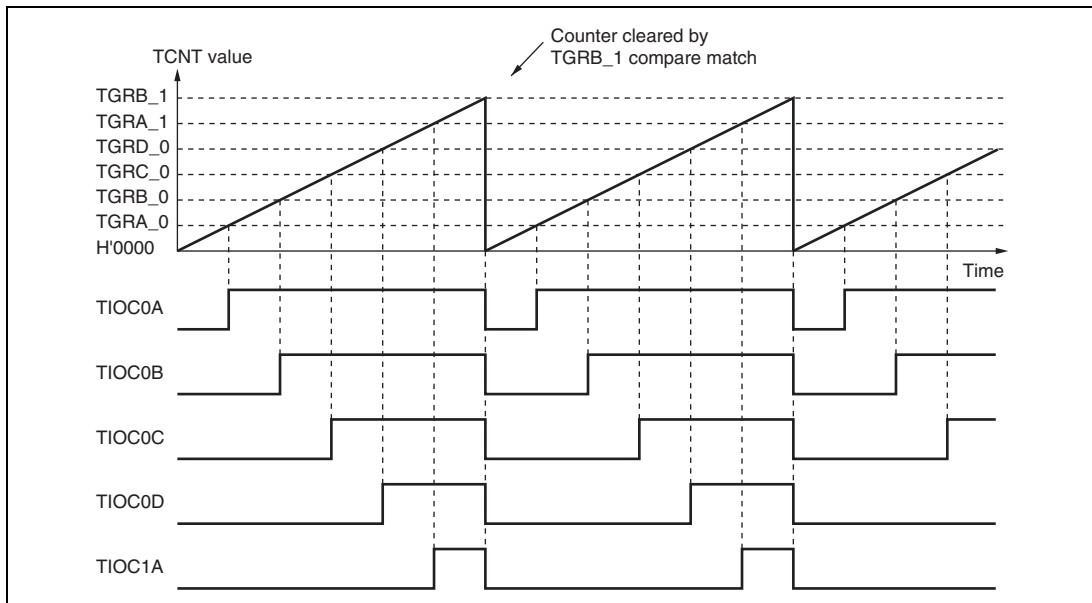 Counter cleared by
TGRB_1 compare match
TCNT value
TGRB_1
TGRA_1
TGRD_0
TGRC_0
TGRB_0
TGRA_0
H'0000
Time
TIOC0A
TIOC0B
TIOC0C
TIOC0D
TIOC1A